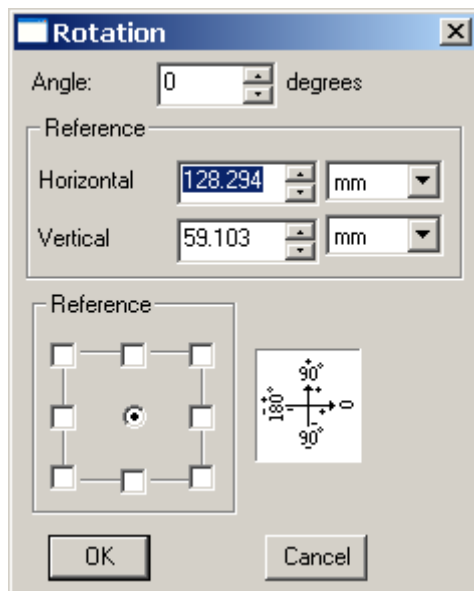 Rotation
Angle: 0 degrees
Reference
Horizontal 128.294 mm
Vertical 59.103 mm
Reference
+
90°
±180° 0
-
90°
OK Cancel